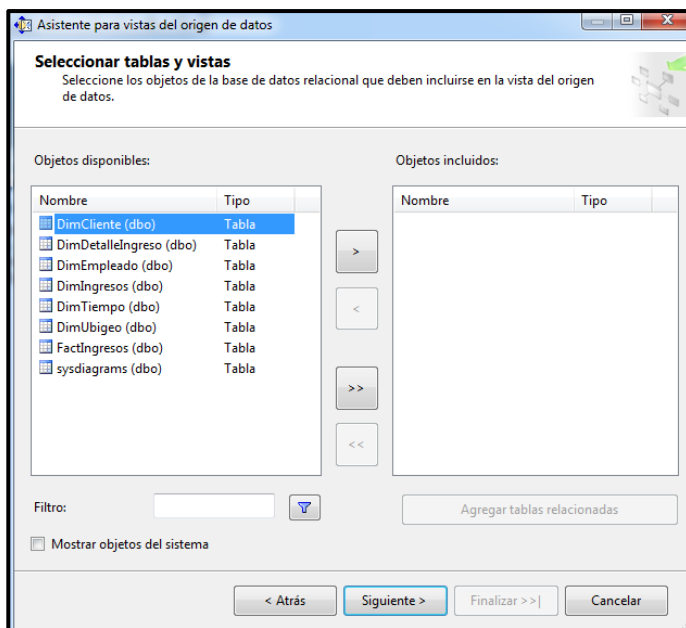 Asistente para vistas del origen de datos
Seleccionar tablas y vistas
Seleccione los objetos de la base de datos relacional que deben incluirse en la vista del origen
de datos.
Objetos disponibles:
Objetos incluidos:
Nombre Tipo
Nombre Tipo
DimCliente (dbo) Tabla
DimDetalleIngreso (dbo) Tabla
DimEmpleado (dbo) Tabla
DimIngresos (dbo) Tabla
DimTiempo (dbo) Tabla
DimUbigeo (dbo) Tabla
FactIngresos (dbo) Tabla
sysdiagrams (dbo) Tabla
>
<
>>
<<
Filtro:
Agregar tablas relacionadas
Mostrar objetos del sistema
< Atrás Siguiente > Finalizar >>| Cancelar